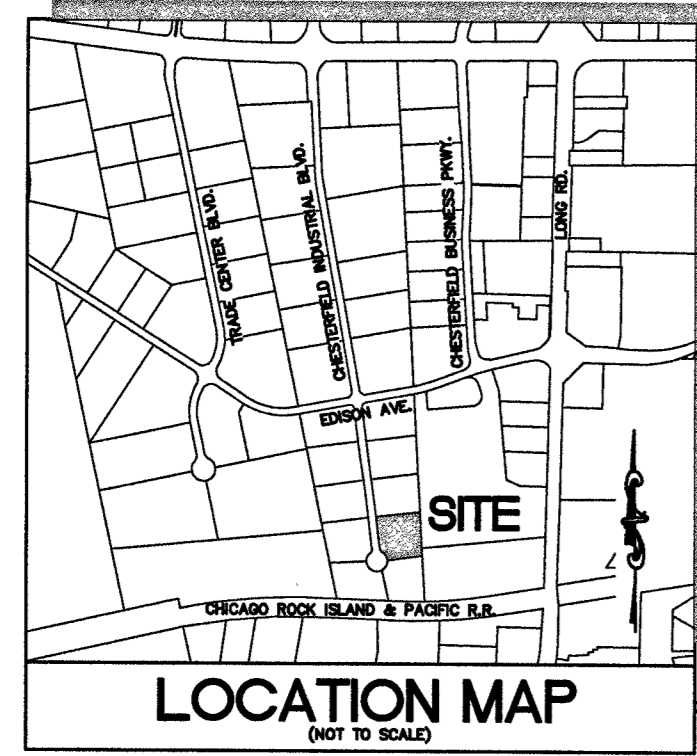 TRADE CENTER BLVD.
CHESTERFIELD INDUSTRIAL BLVD.
CHESTERFIELD BUSINESS PKWY.
LONG RD.
EDISON AVE.
SITE
CHICAGO ROCK ISLAND & PACIFIC R.R.
LOCATION MAP
(NOT TO SCALE)